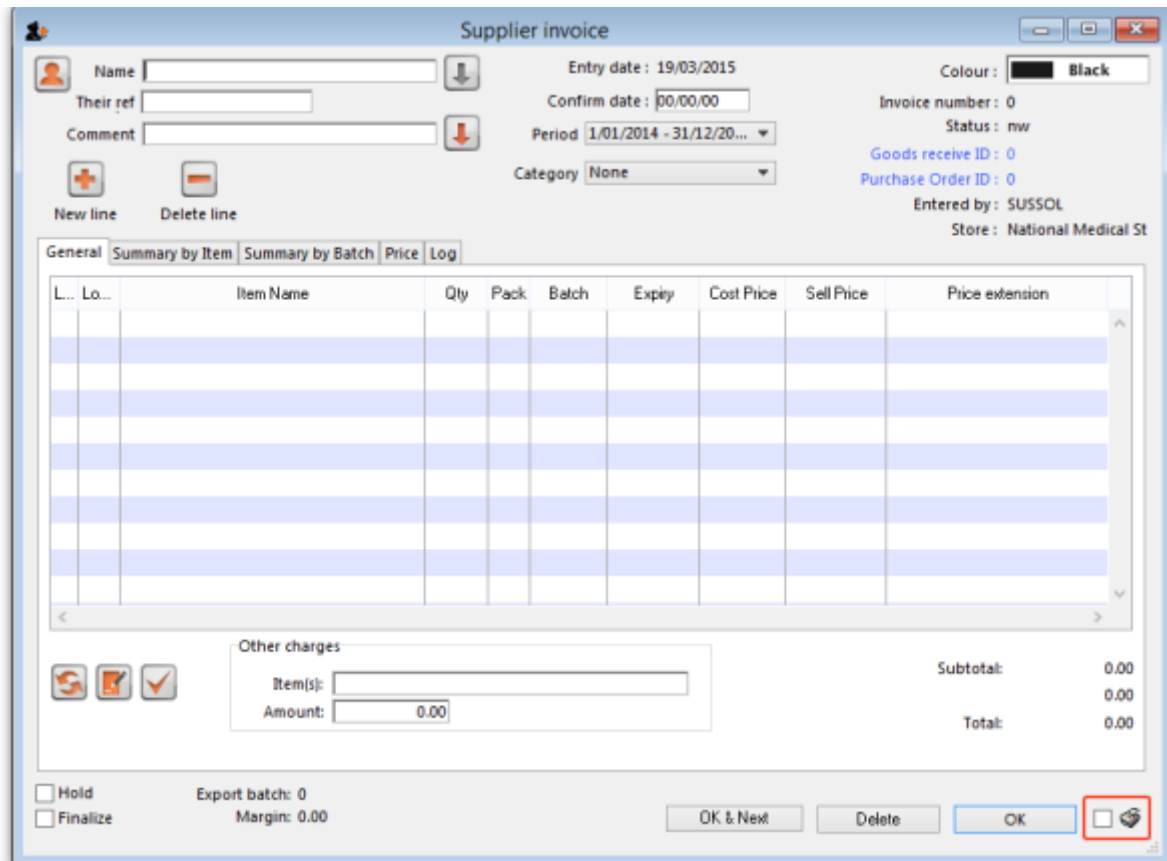 Supplier invoice
Name
Entry date : 19/03/2015
Colour : Black
Their ref
Confirm date : 00/00/00
Invoice number : 0
Comment
Period 1/01/2014 - 31/12/20...
Status : nw
Goods receive ID : 0
Category None
Purchase Order ID : 0
New line Delete line
Entered by : SUSSOL
Store : National Medical St
General Summary by Item Summary by Batch Price Log
L... Lo... Item Name Qty Pack Batch Expiry Cost Price Sell Price Price extension
Other charges
Item(s):
Amount: 0.00
Subtotal: 0.00
0.00
Total: 0.00
Hold Export batch: 0
Finalize Margin: 0.00
OK & Next Delete OK